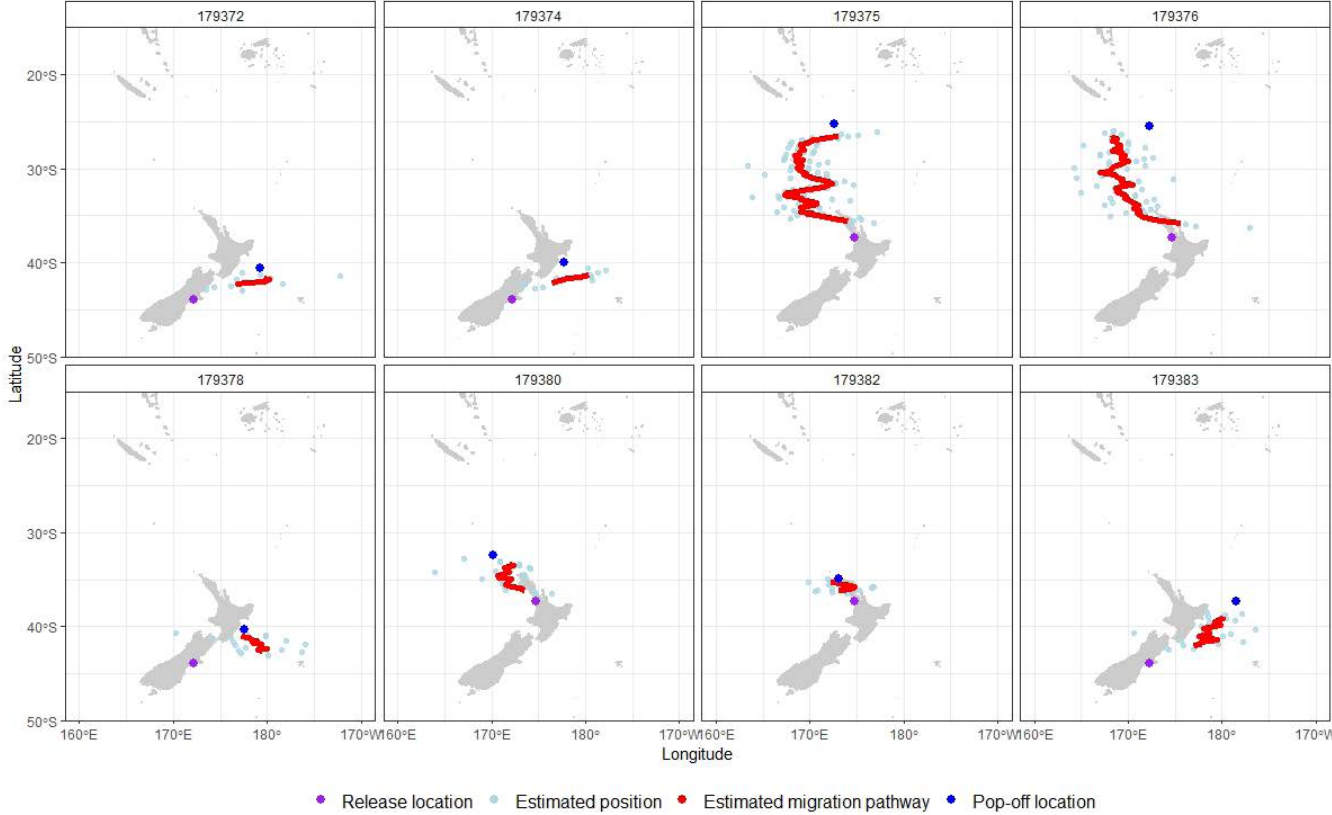 179372 179374 179375 179376
20°S
30°S
40°S
50°S
Latitude
179378 179380 179382 179383
20°S
30°S
40°S
50°S
160°E 170°E 180° 170°W 160°E 170°E 180° 170°W 160°E 170°E 180° 170°W 160°E 170°E 180° 170°W
Longitude
Release location Estimated position Estimated migration pathway Pop-off location